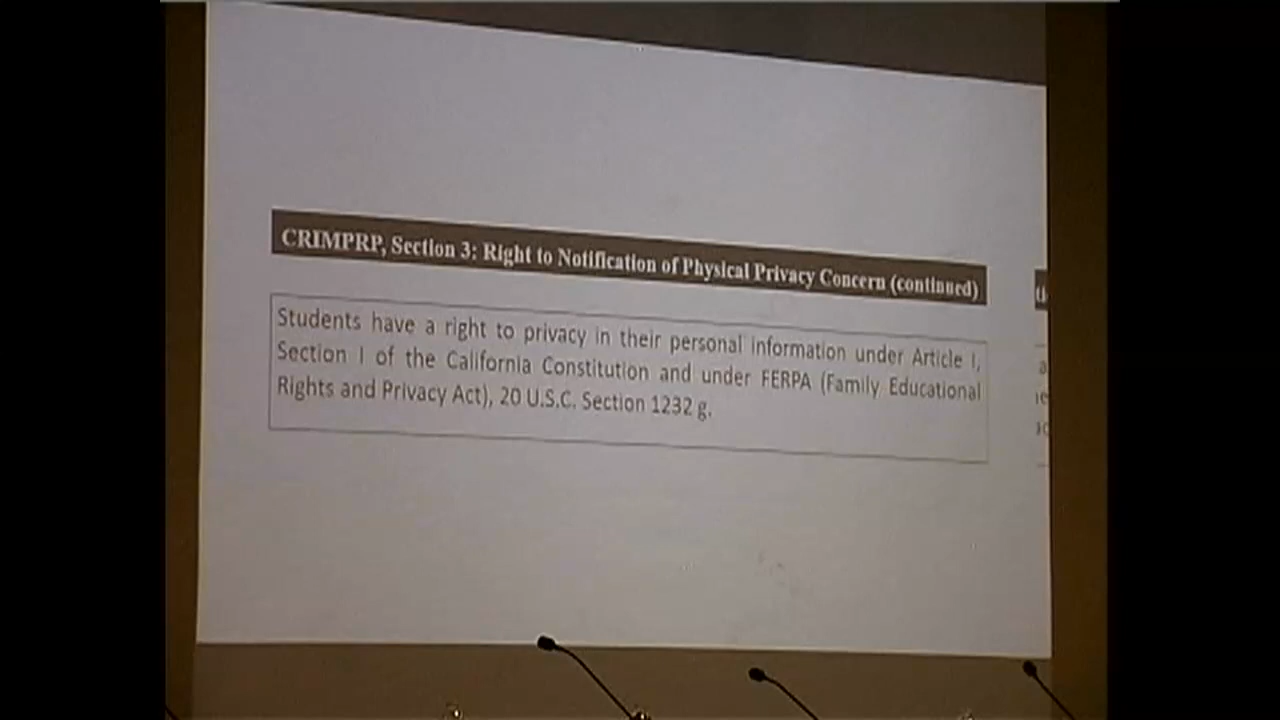 CRIMPRP, Section 3: Right to Notification of Physical Privacy Concern (continued)
Students have a right to privacy in their personal information under Article I,
Section I of the California Constitution and under FERPA (Family Educational
Rights and Privacy Act), 20 U.S.C. Section 1232 g.